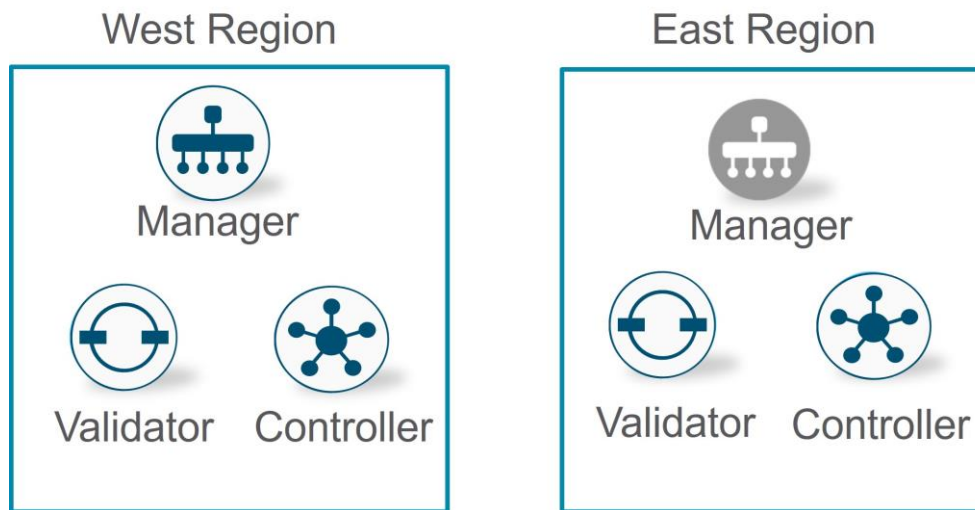 West Region
East Region
Manager
Manager
Validator
Controller
Validator
Controller